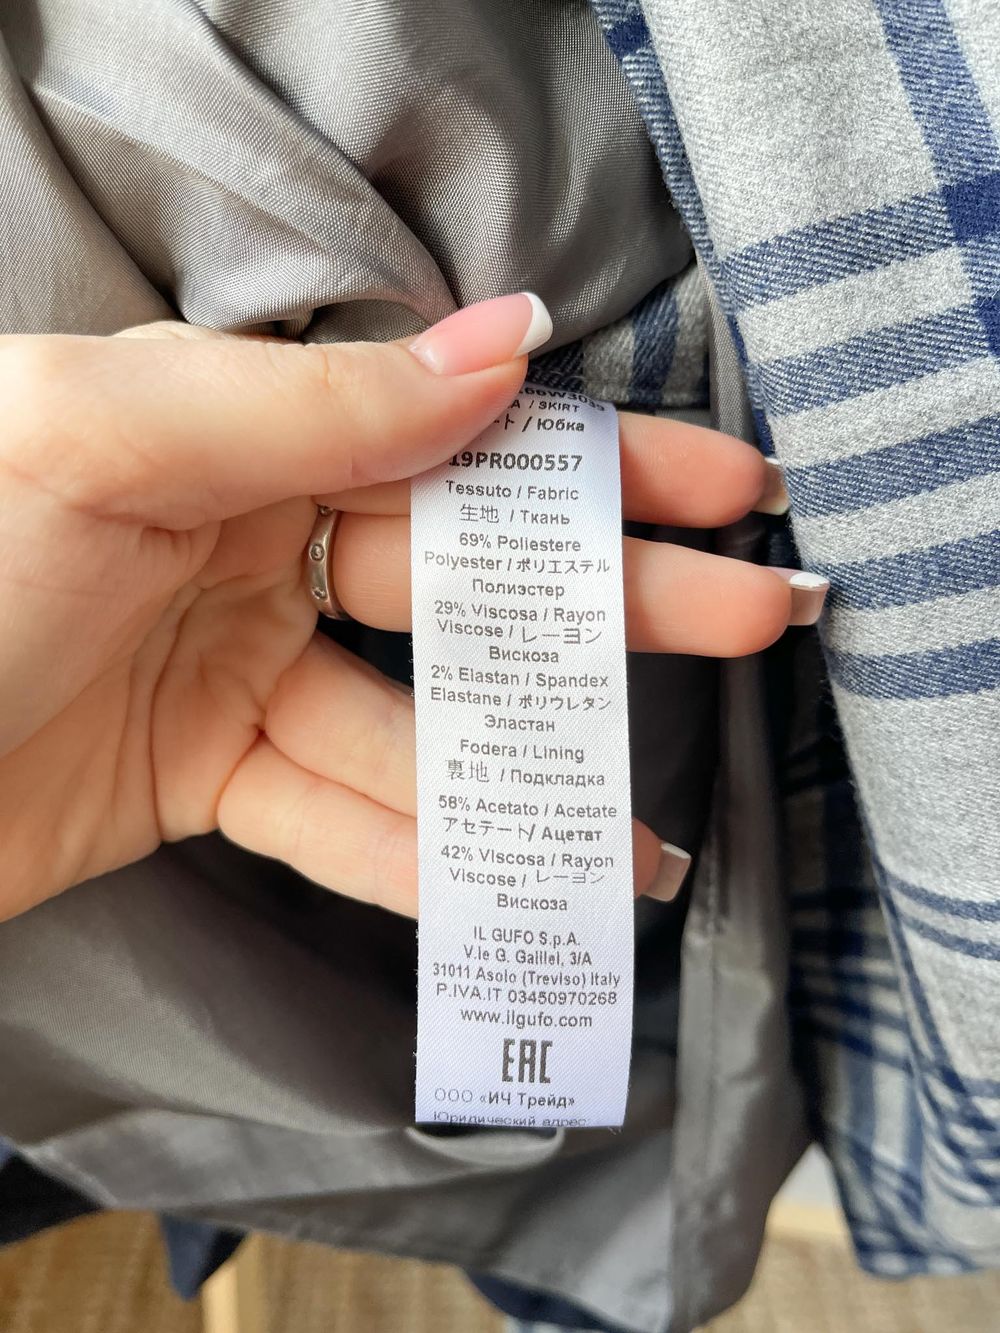 / SKIRT
/ Юбка
19PR000557
Tessuto / Fabric
生地 / Ткань
69% Poliestere
Polyester / ポリエステル
Полиэстер
29% Viscosa / Rayon
Viscose / レーヨン
Вискоза
2% Elastan / Spandex
Elastane / ポリウレタン
Эластан
Fodera / Lining
裏地 / Подкладка
58% Acetato / Acetate
アセテート/ Ацетат
42% Viscosa / Rayon
Viscose / レーヨン
Вискоза
IL GUFO S.p.A.
V.le G. Galilei, 3/A
31011 Asolo (Treviso) Italy
P.IVA.IT 03450970268
www.ilgufo.com
EAC
ООО «ИЧ Трейд»
Юридический адрес: